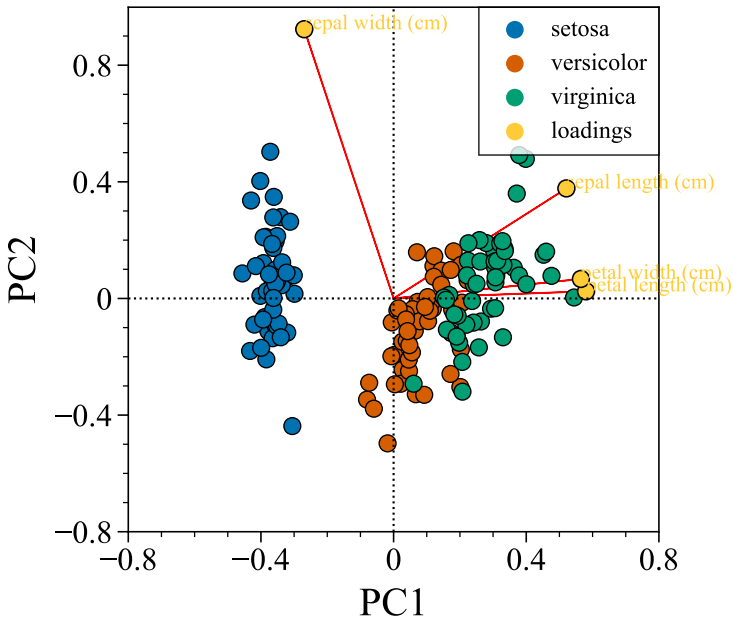 sepal width (cm)
setosa
versicolor
virginica
loadings
sepal length (cm)
petal width (cm)
petal length (cm)
PC2
0.8
0.4
0
−0.4
−0.8
−0.8
−0.4
0
0.4
0.8
PC1